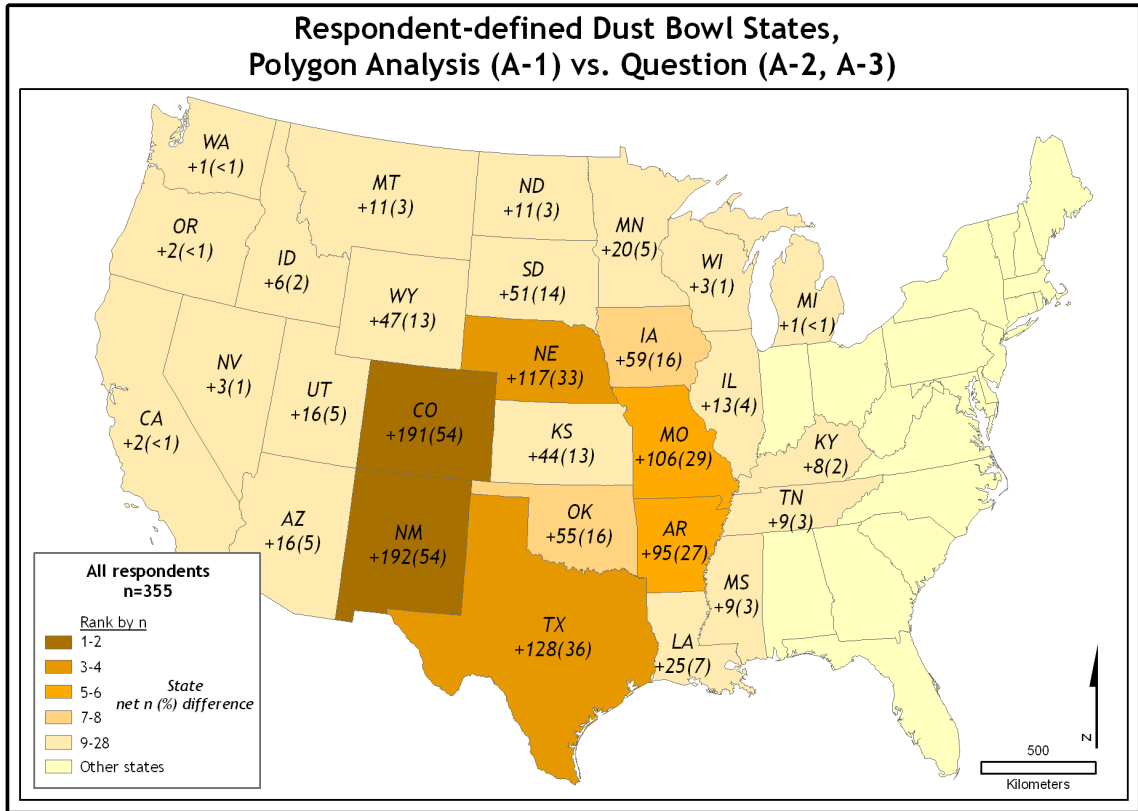 Respondent-defined Dust Bowl States,
Polygon Analysis (A-1) vs. Question (A-2, A-3)
WA
+1(<1)
MT
+11(3)
ND
+11(3)
MN
+20(5)
OR
+2(<1)
ID
+6(2)
WY
+47(13)
SD
+51(14)
WI
+3(1)
MI
+1(<1)
NV
+3(1)
UT
+16(5)
CO
+191(54)
NE
+117(33)
IA
+59(16)
IL
+13(4)
CA
+2(<1)
KS
+44(13)
MO
+106(29)
KY
+8(2)
AZ
+16(5)
NM
+192(54)
OK
+55(16)
AR
+95(27)
TN
+9(3)
TX
+128(36)
LA
+25(7)
MS
+9(3)
All respondents
n=355
Rank by n
1-2
3-4
5-6
7-8
9-28
Other states
State
net n (%) difference
N
500
Kilometers